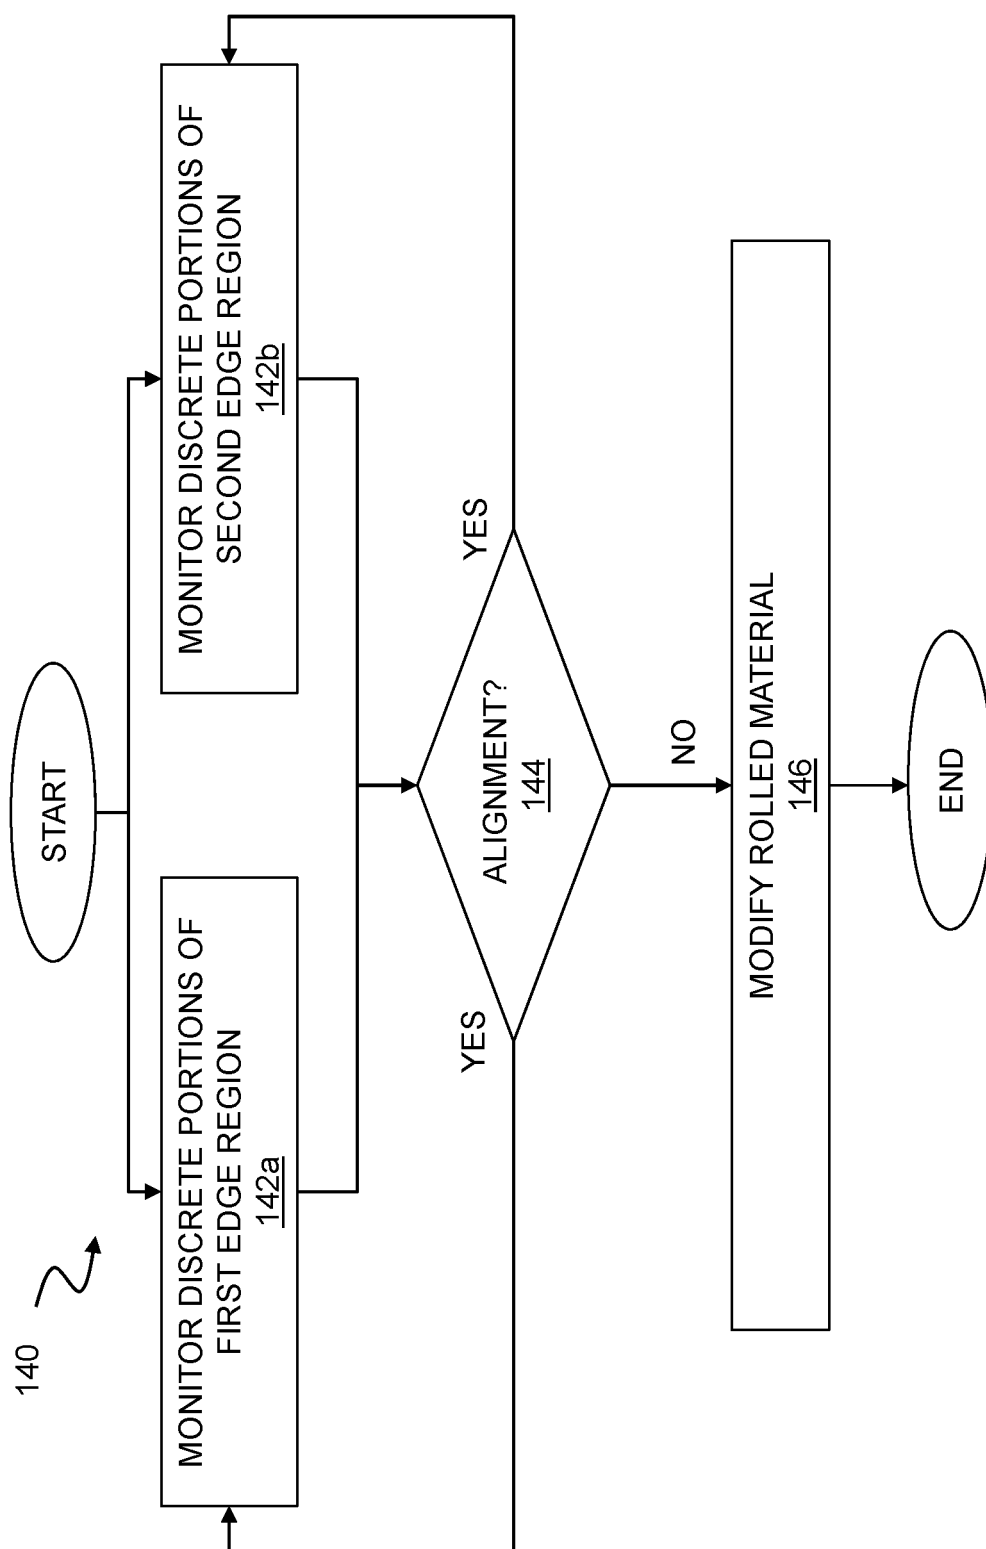 140
START
MONITOR DISCRETE PORTIONS OF
FIRST EDGE REGION
142a
MONITOR DISCRETE PORTIONS OF
SECOND EDGE REGION
142b
YES
ALIGNMENT?
144
YES
NO
MODIFY ROLLED MATERIAL
146
END